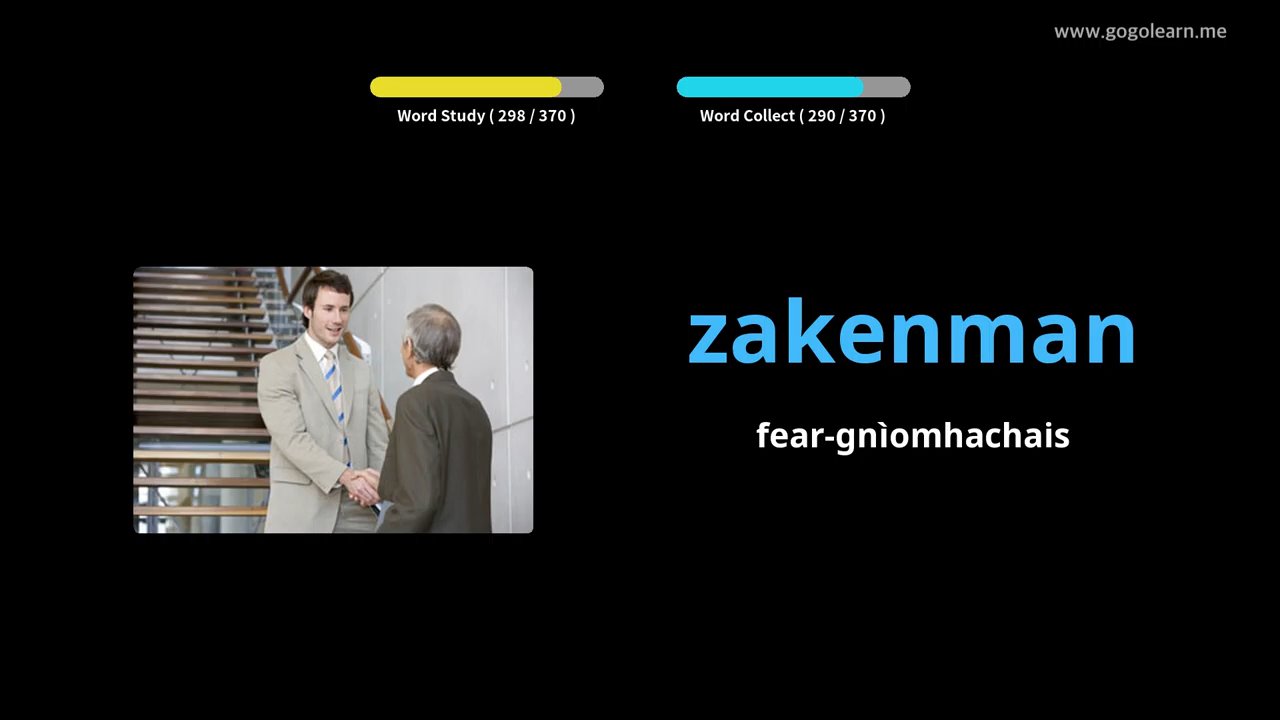 www.gogolearn.me
Word Study ( 298 / 370 )
Word Collect ( 290 / 370 )
zakenman
fear-gnìomhachais